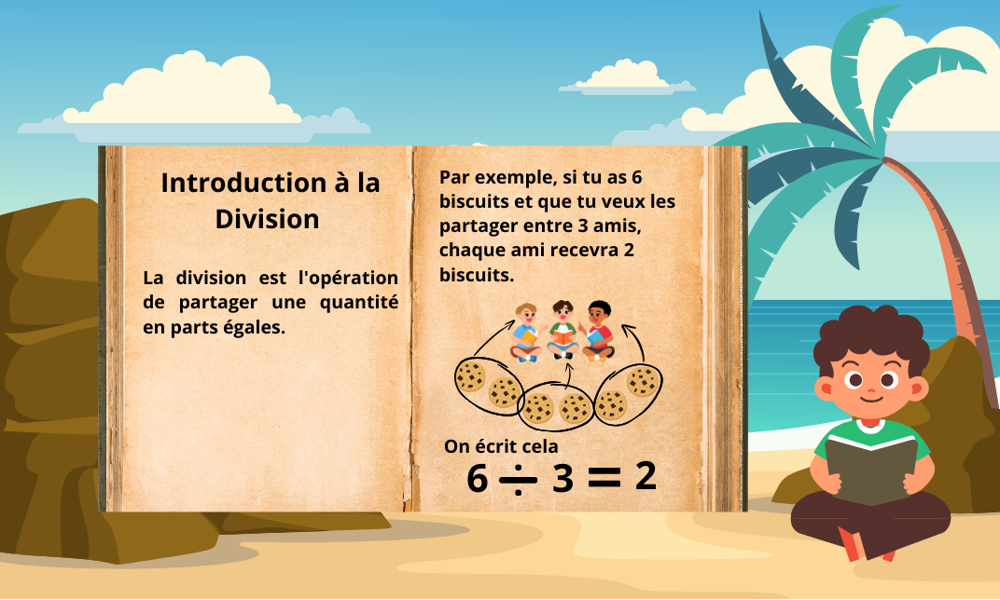 Introduction à la
Division
La division est l'opération
de partager une quantité
en parts égales.
Par exemple, si tu as 6
biscuits et que tu veux les
partager entre 3 amis,
chaque ami recevra 2
biscuits.
On écrit cela
6 ÷ 3 = 2